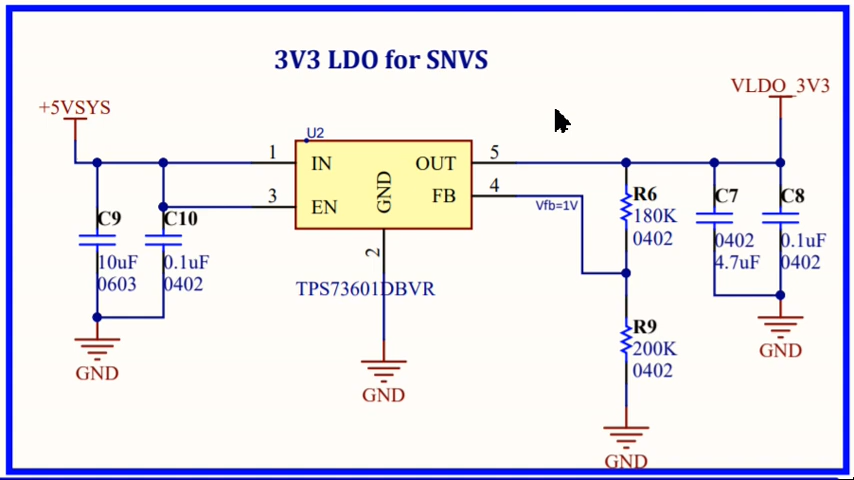 3V3 LDO for SNVS
+5VSYS
VLDO_3V3
U2
1
IN
OUT
5
3
EN
GND
FB
4
Vfb=1V
2
TPS73601DBVR
C9
10uF
0603
C10
0.1uF
0402
R6
180K
0402
C7
0402
4.7uF
C8
0.1uF
0402
R9
200K
0402
GND
GND
GND
GND